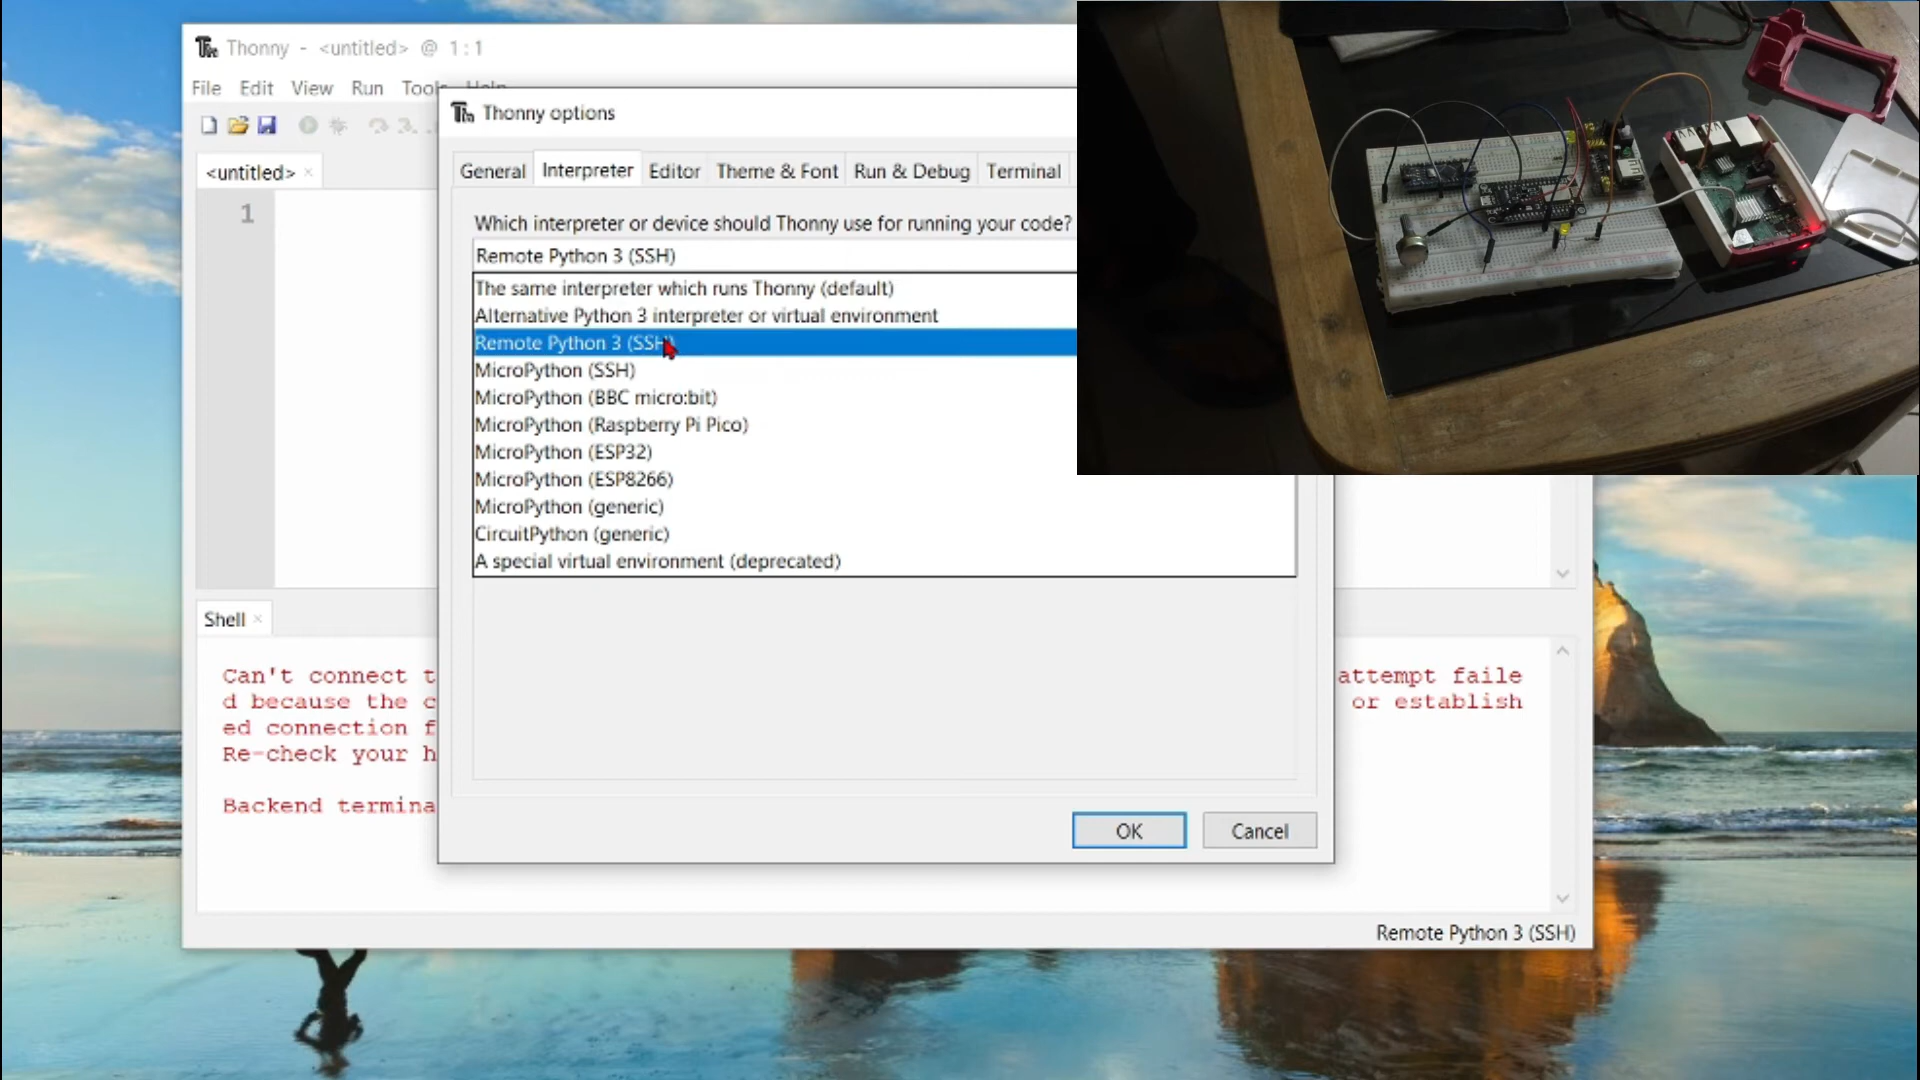 Thonny - <untitled> @ 1:1
File Edit View Run Tools Help
Thonny options
<untitled> ×
General Interpreter Editor Theme & Font Run & Debug Terminal
1
Which interpreter or device should Thonny use for running your code?
Remote Python 3 (SSH)
The same interpreter which runs Thonny (default)
Alternative Python 3 interpreter or virtual environment
Remote Python 3 (SSH)
MicroPython (SSH)
MicroPython (BBC micro:bit)
MicroPython (Raspberry Pi Pico)
MicroPython (ESP32)
MicroPython (ESP8266)
MicroPython (generic)
CircuitPython (generic)
A special virtual environment (deprecated)
Shell ×
Can't connect t attempt faile
d because the c or establish
ed connection f
Re-check your h
Backend termina
OK Cancel
Remote Python 3 (SSH)